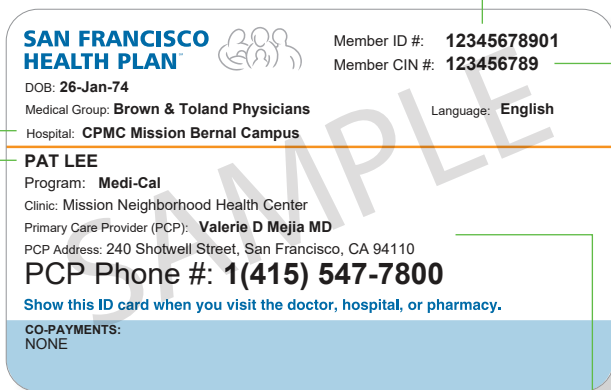 SAN FRANCISCO
HEALTH PLAN
Member ID #: 12345678901
Member CIN #: 123456789
DOB: 26-Jan-74
Medical Group: Brown & Toland Physicians
Language: English
Hospital: CPMC Mission Bernal Campus
PAT LEE
Program: Medi-Cal
Clinic: Mission Neighborhood Health Center
Primary Care Provider (PCP): Valerie D Mejia MD
PCP Address: 240 Shotwell Street, San Francisco, CA 94110
PCP Phone #: 1(415) 547-7800
Show this ID card when you visit the doctor, hospital, or pharmacy.
CO-PAYMENTS:
NONE
SAMPLE